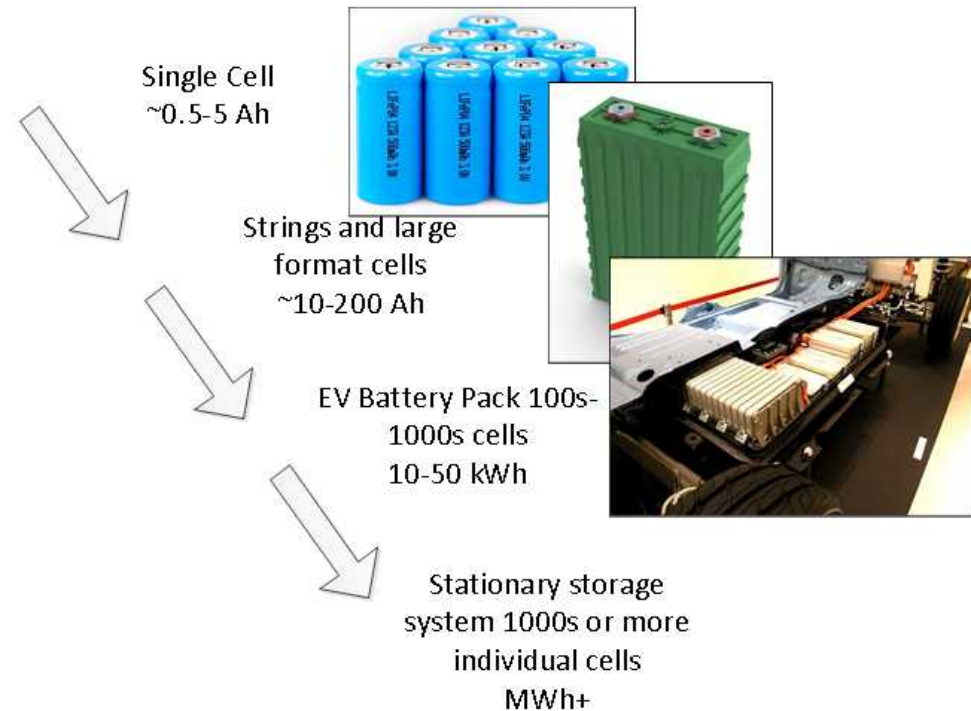 Single Cell
~0.5-5 Ah
Strings and large
format cells
~10-200 Ah
EV Battery Pack 100s-
1000s cells
10-50 kWh
Stationary storage
system 1000s or more
individual cells
MWh+